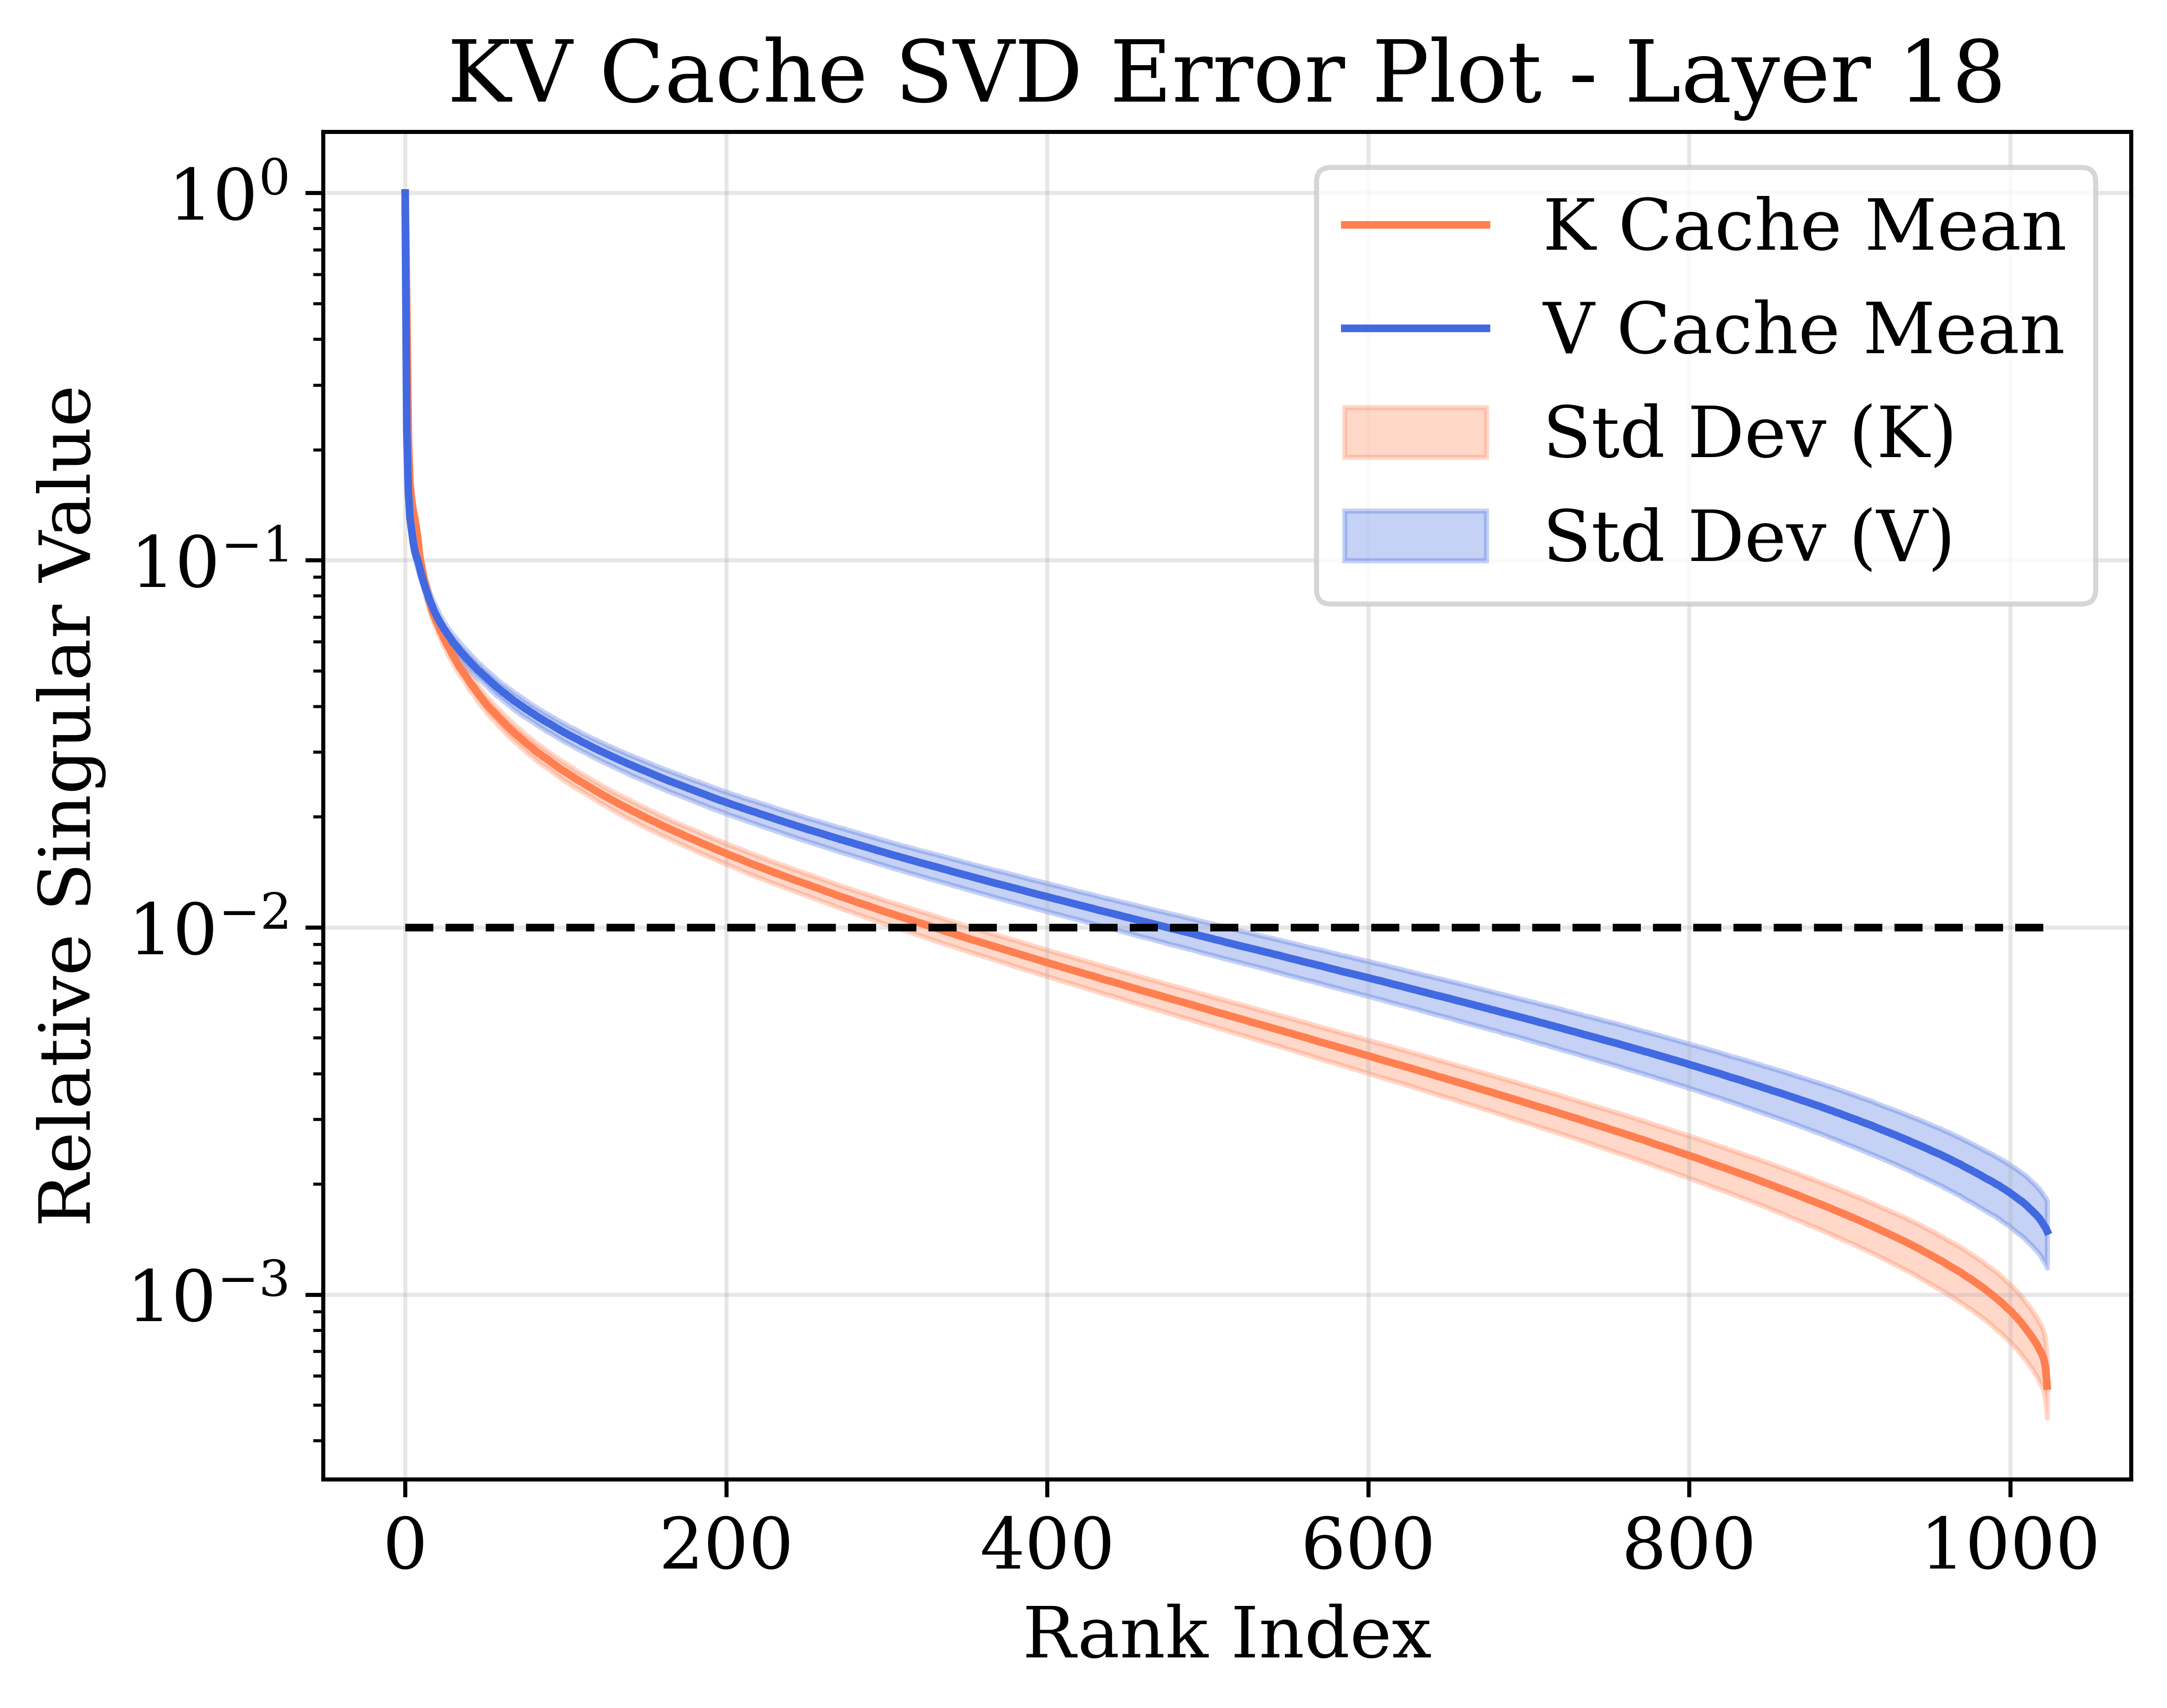 KV Cache SVD Error Plot - Layer 18
Relative Singular Value
10⁰
10⁻¹
10⁻²
10⁻³
K Cache Mean
V Cache Mean
Std Dev (K)
Std Dev (V)
0 200 400 600 800 1000
Rank Index